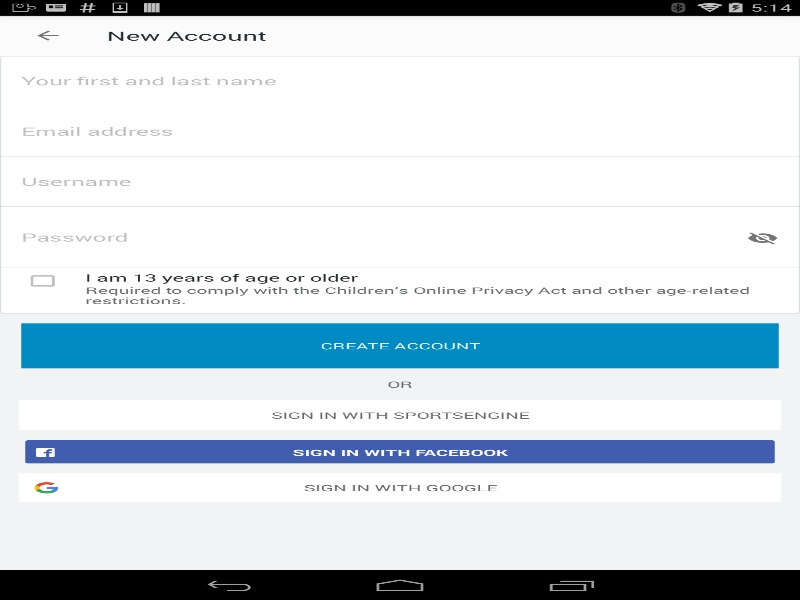 5:14
New Account
Your first and last name
Email address
Username
Password
I am 13 years of age or older
Required to comply with the Children's Online Privacy Act and other age-related
restrictions.
CREATE ACCOUNT
OR
SIGN IN WITH SPORTSENGINE
SIGN IN WITH FACEBOOK
SIGN IN WITH GOOGLE